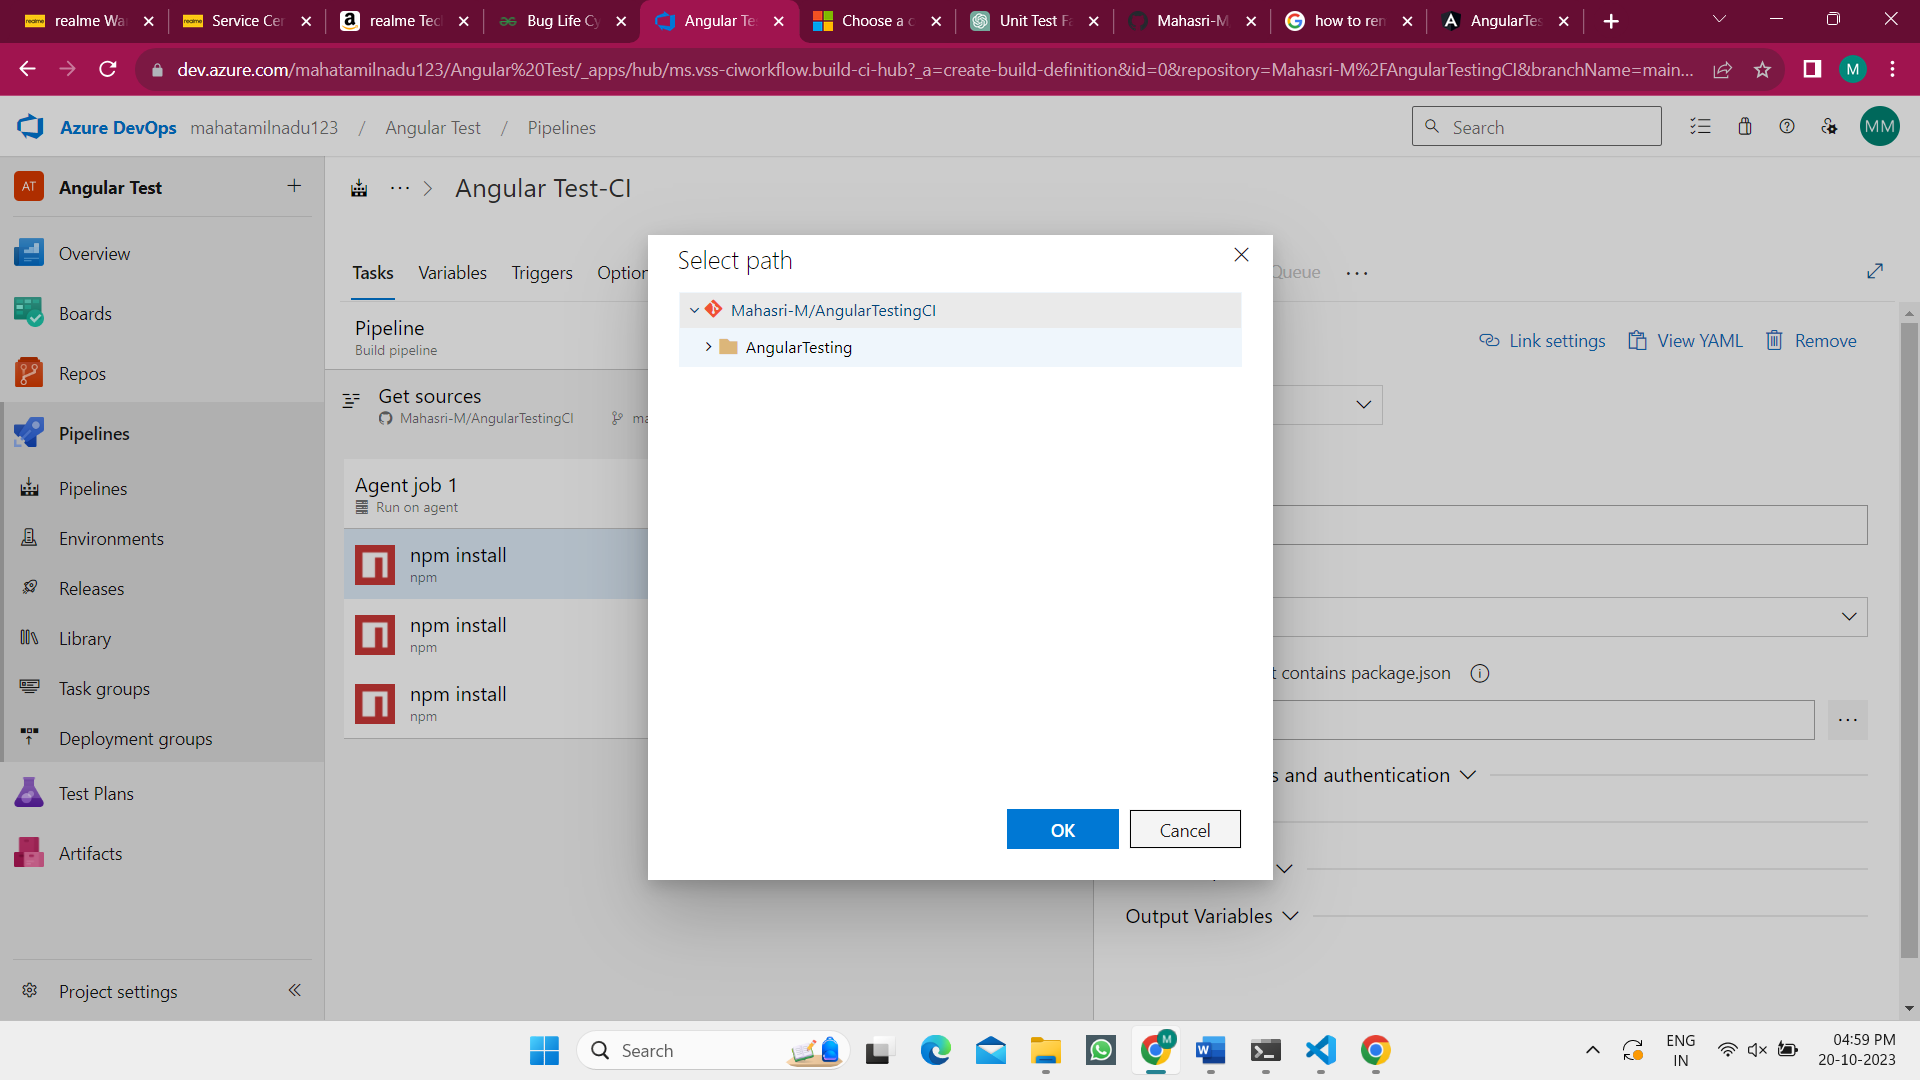 realme Wa
Service Cer
realme Tec
Bug Life Cy
Angular Te
Choose a c
Unit Test Fa
Mahasri-M
how to ren
AngularTes
dev.azure.com/mahatamilnadu123/Angular%20Test/_apps/hub/ms.vss-ciworkflow.build-ci-hub?_a=create-build-definition&id=0&repository=Mahasri-M%2FAngularTestingCI&branchName=main...
M
Azure DevOps mahatamilnadu123 / Angular Test / Pipelines
Search
MM
AT Angular Test
Overview
Boards
Repos
Pipelines
Pipelines
Environments
Releases
Library
Task groups
Deployment groups
Test Plans
Artifacts
Project settings
... > Angular Test-CI
Tasks Variables Triggers Option
Queue ...
Pipeline
Build pipeline
Get sources
Mahasri-M/AngularTestingCI ma
Agent job 1
Run on agent
npm install
npm
npm install
npm
npm install
npm
Select path
Mahasri-M/AngularTestingCI
AngularTesting
OK
Cancel
Link settings View YAML Remove
t contains package.json
...
s and authentication
Output Variables
Search
M
ENG
IN
04:59 PM
20-10-2023